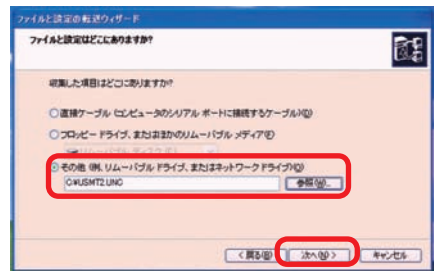 ファイルと設定の転送ウィザード
ファイルと設定はどこにありますか?
収集した項目はどこにありますか?
直接ケーブル (コンピュータのシリアル ポートに接続するケーブル)(D)
フロッピー ドライブ、またはほかのリムーバブル メディア(F)
その他 (例、リムーバブル ドライブ、またはネットワーク ドライブ)(O)
C:¥USMT2.UNC
参照(W)...
< 戻る(B)
次へ(N) >
キャンセル